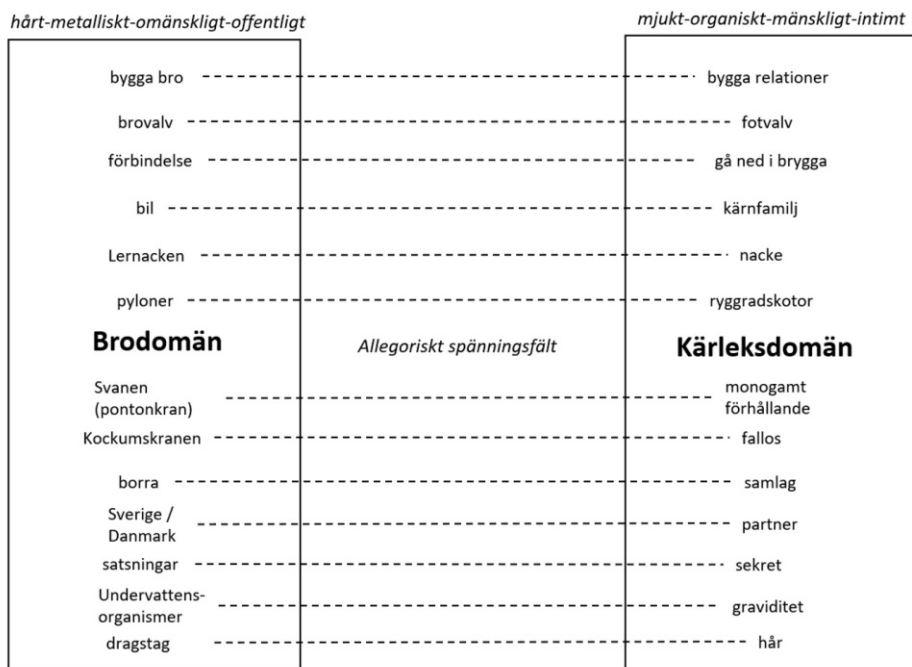 hårt-metalliskt-omänskligt-offentligt mjukt-organiskt-mänskligt-intimt
bygga bro bygga relationer
brovalv fotvalv
förbindelse gå ned i brygga
bil kärnfamilj
Lernacken nacke
pyloner ryggradskotor
Brodomän Allegoriskt spänningsfält Kärleksdomän
Svanen monogamt
(pontonkran) förhållande
Kockumskranen fallos
borra samlag
Sverige /
Danmark partner
satsningar sekret
Undervattens-
organismer graviditet
dragstag hår